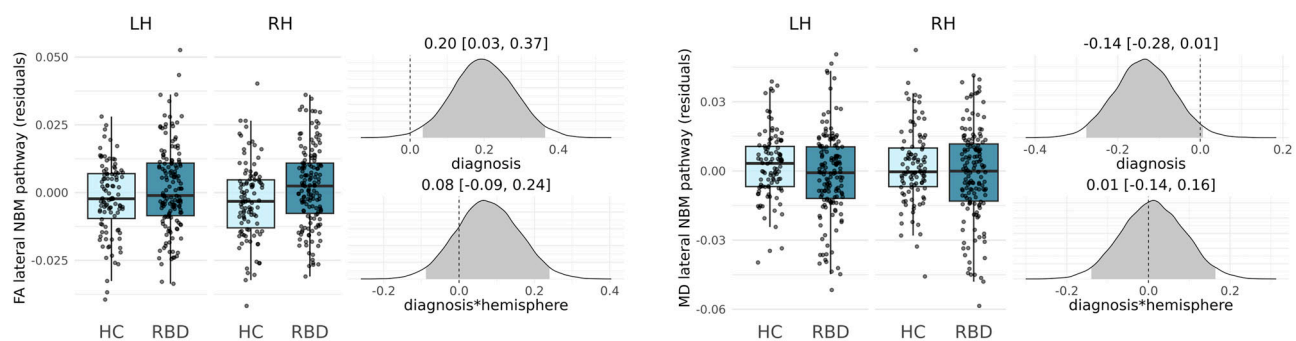 LH RH
FA lateral NBM pathway (residuals)
0.050
0.025
0.000
-0.025
HC RBD HC RBD
0.20 [0.03, 0.37]
0.0 0.2 0.4
diagnosis
0.08 [-0.09, 0.24]
-0.2 0.0 0.2 0.4
diagnosis*hemisphere
LH RH
MD lateral NBM pathway (residuals)
0.03
0.00
-0.03
-0.06
HC RBD HC RBD
-0.14 [-0.28, 0.01]
-0.4 -0.2 0.0 0.2
diagnosis
0.01 [-0.14, 0.16]
-0.2 0.0 0.2
diagnosis*hemisphere